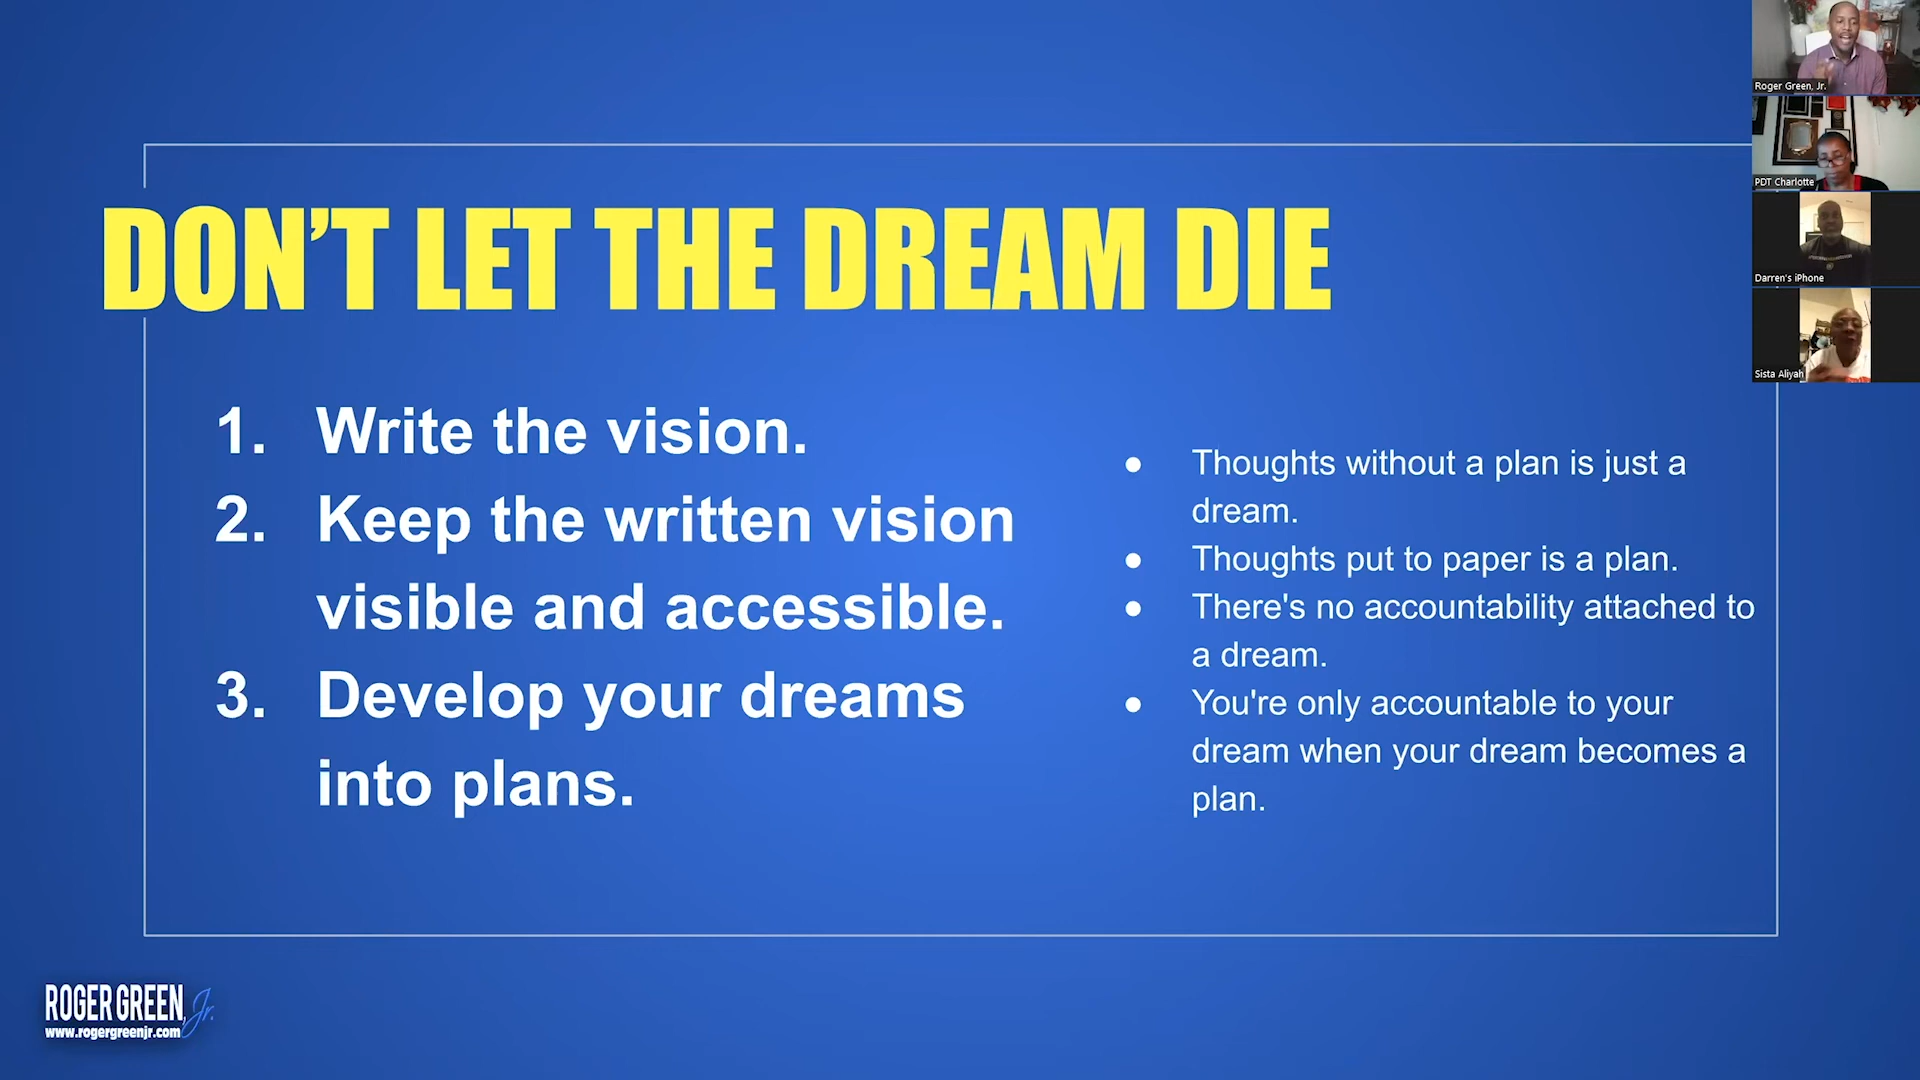 DON’T LET THE DREAM DIE
1. Write the vision.
2. Keep the written vision
visible and accessible.
3. Develop your dreams
into plans.
● Thoughts without a plan is just a
dream.
● Thoughts put to paper is a plan.
● There's no accountability attached to
a dream.
● You're only accountable to your
dream when your dream becomes a
plan.
Roger Green, Jr.
PDT Charlotte
Darren's iPhone
Sista Aliyah
ROGER GREEN, Jr.
www.rogergreenjr.com